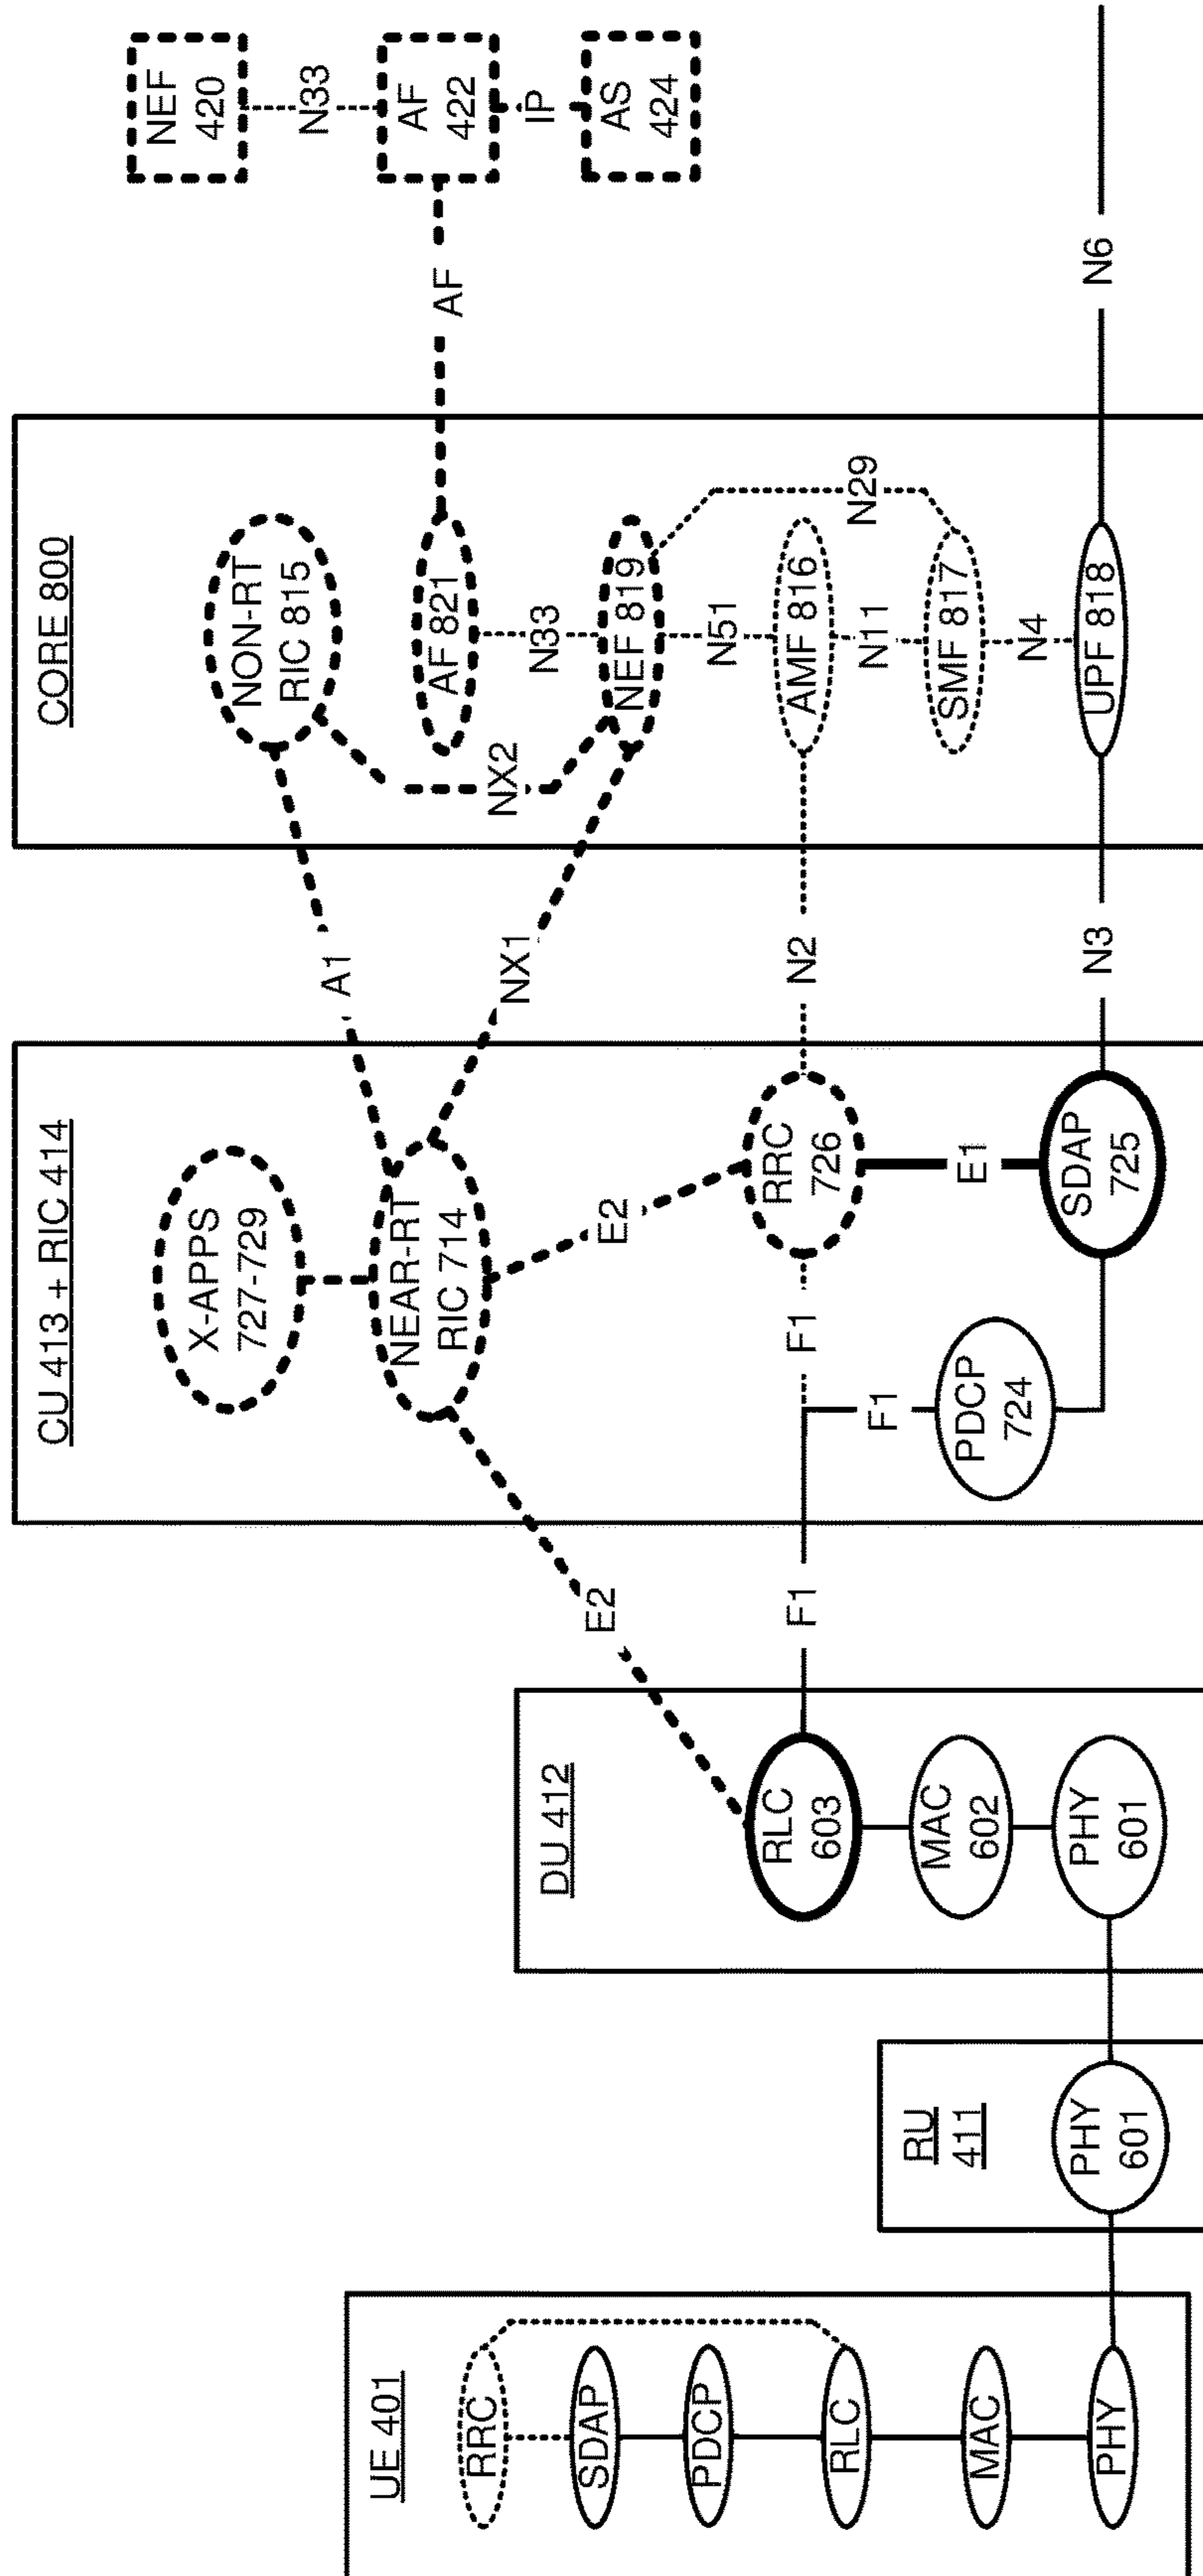 UE 401
RRC
SDAP
PDCP
RLC
MAC
PHY
RU
411
PHY
601
DU 412
RLC
603
MAC
602
PHY
601
E2
F1
CU 413 + RIC 414
X-APPS
727-729
NEAR-RT
RIC 714
E2
RRC
726
F1
F1
PDCP
724
E1
SDAP
725
A1
NX1
N2
N3
CORE 800
NON-RT
RIC 815
NX2
AF 821
N33
NEF 819
N51
N29
AMF 816
N11
SMF 817
N4
UPF 818
AF
N6
NEF
420
N33
AF
422
IP
AS
424